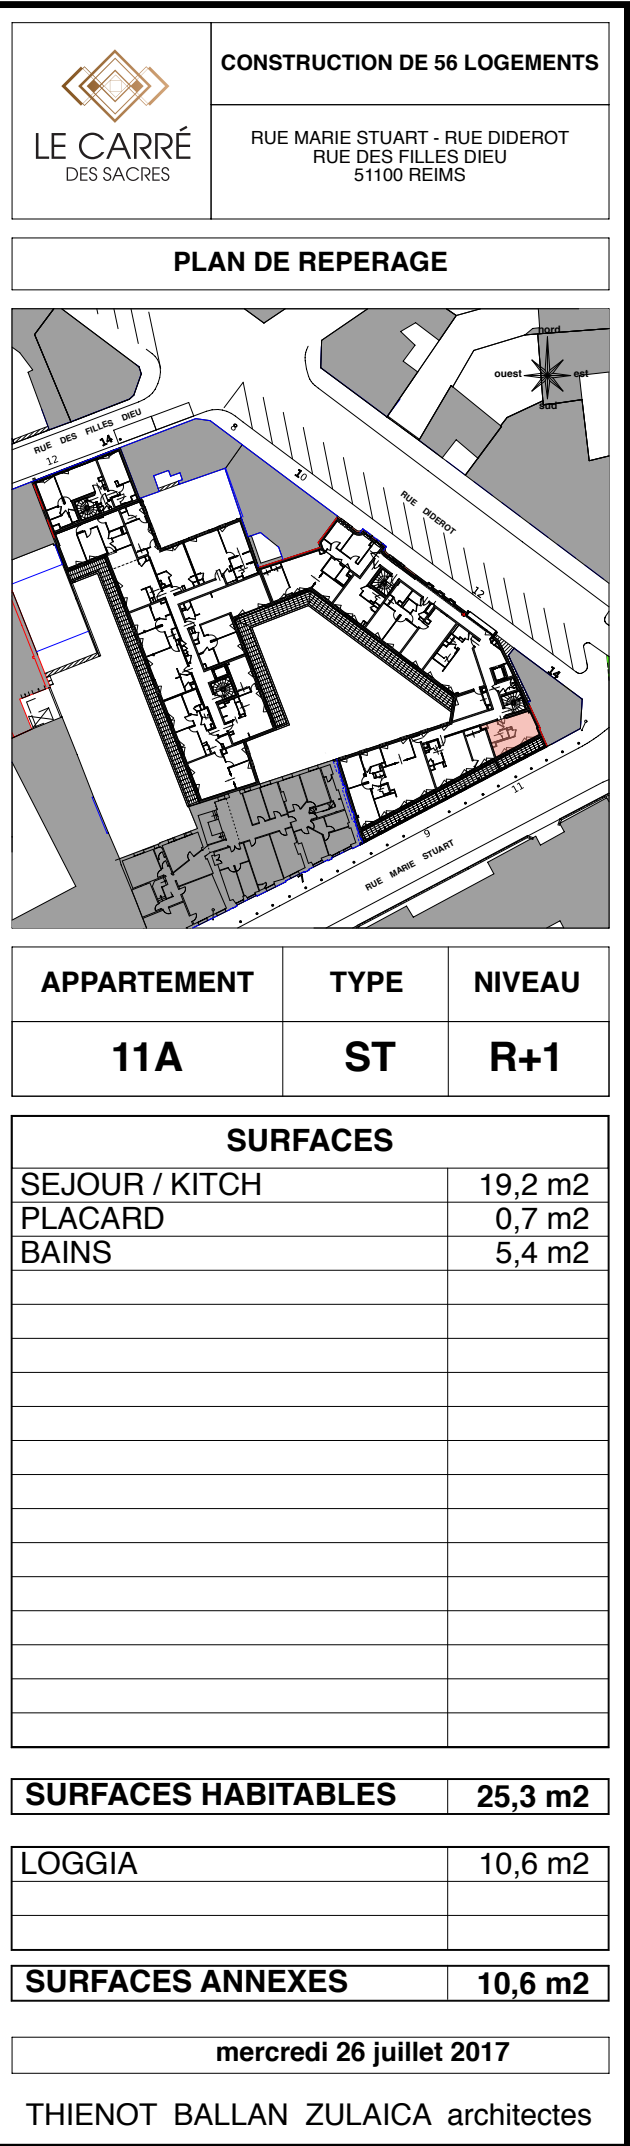 LE CARRÉ
DES SACRES
CONSTRUCTION DE 56 LOGEMENTS
RUE MARIE STUART - RUE DIDEROT
RUE DES FILLES DIEU
51100 REIMS
PLAN DE REPERAGE
nord
ouest
est
sud
RUE DES FILLES DIEU
12
14
8
10
RUE DIDEROT
12
14
11
9
7
RUE MARIE STUART
APPARTEMENT TYPE NIVEAU
11A ST R+1
SURFACES
SEJOUR / KITCH 19,2 m2
PLACARD 0,7 m2
BAINS 5,4 m2
SURFACES HABITABLES 25,3 m2
LOGGIA 10,6 m2
SURFACES ANNEXES 10,6 m2
mercredi 26 juillet 2017
THIENOT BALLAN ZULAICA architectes